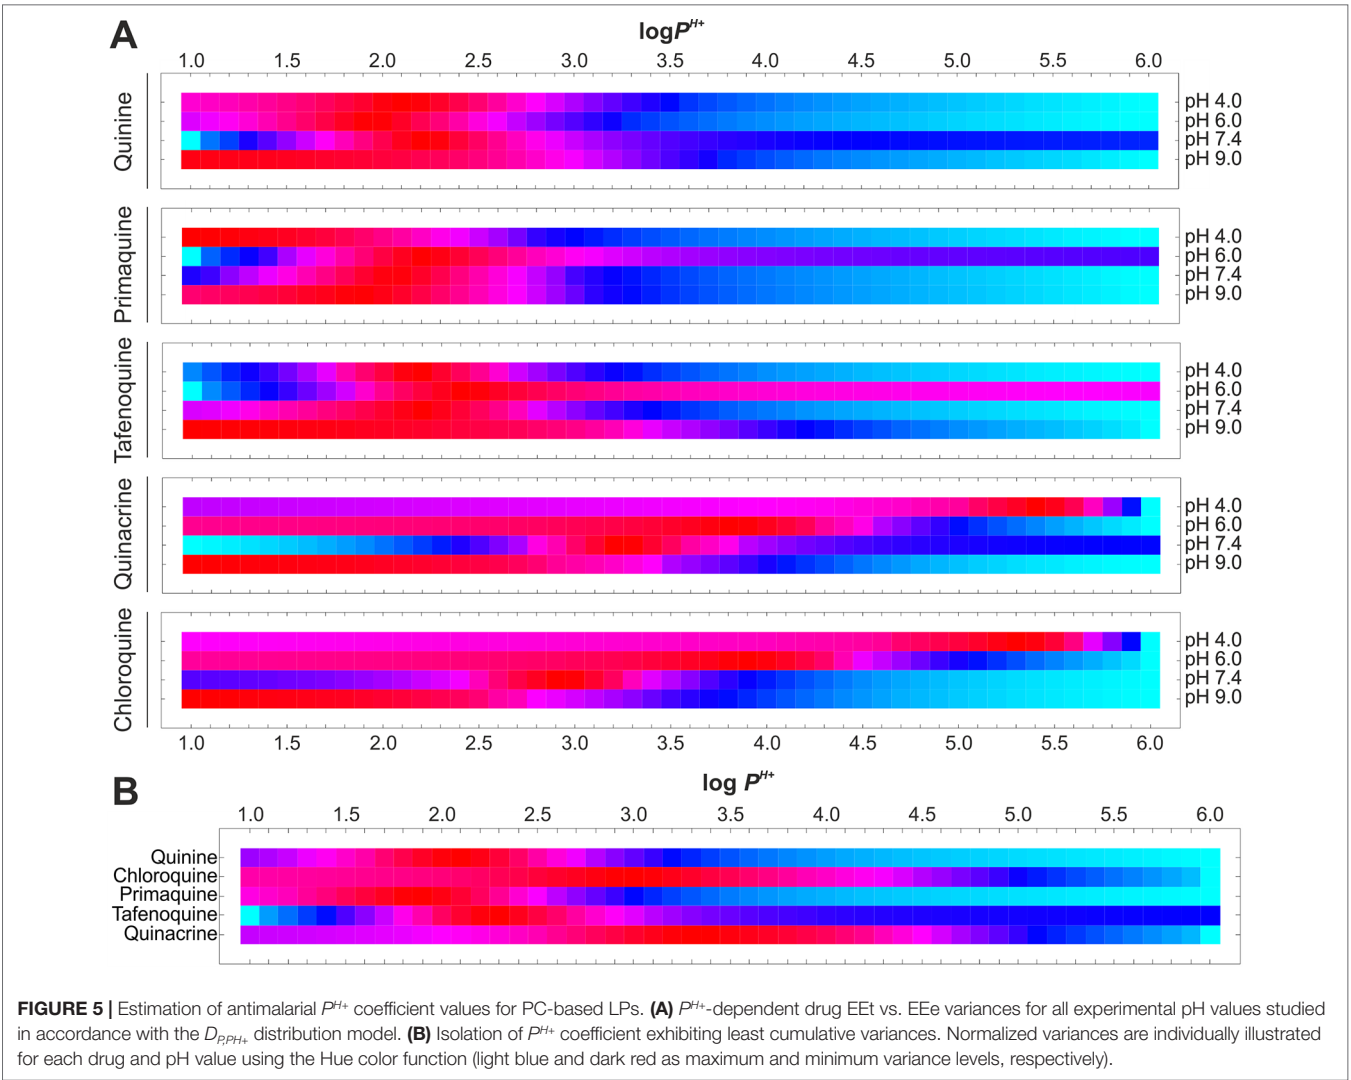 A
logP^H+
1.0 1.5 2.0 2.5 3.0 3.5 4.0 4.5 5.0 5.5 6.0
Quinine
pH 4.0
pH 6.0
pH 7.4
pH 9.0
Primaquine
pH 4.0
pH 6.0
pH 7.4
pH 9.0
Tafenoquine
pH 4.0
pH 6.0
pH 7.4
pH 9.0
Quinacrine
pH 4.0
pH 6.0
pH 7.4
pH 9.0
Chloroquine
pH 4.0
pH 6.0
pH 7.4
pH 9.0
1.0 1.5 2.0 2.5 3.0 3.5 4.0 4.5 5.0 5.5 6.0
B
log P^H+
1.0 1.5 2.0 2.5 3.0 3.5 4.0 4.5 5.0 5.5 6.0
Quinine
Chloroquine
Primaquine
Tafenoquine
Quinacrine
FIGURE 5 | Estimation of antimalarial P^H+ coefficient values for PC-based LPs. (A) P^H+-dependent drug EEt vs. EEe variances for all experimental pH values studied
in accordance with the D_P,PH+ distribution model. (B) Isolation of P^H+ coefficient exhibiting least cumulative variances. Normalized variances are individually illustrated
for each drug and pH value using the Hue color function (light blue and dark red as maximum and minimum variance levels, respectively).